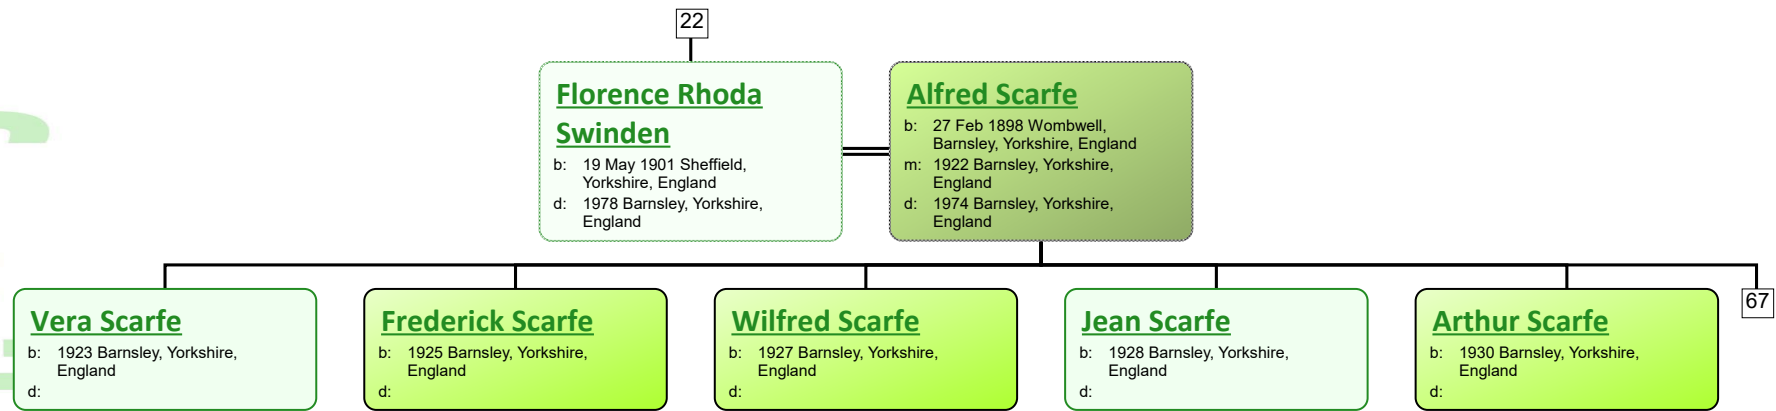 22
Florence Rhoda
Swinden
b: 19 May 1901 Sheffield,
Yorkshire, England
d: 1978 Barnsley, Yorkshire,
England
Alfred Scarfe
b: 27 Feb 1898 Wombwell,
Barnsley, Yorkshire, England
m: 1922 Barnsley, Yorkshire,
England
d: 1974 Barnsley, Yorkshire,
England
Vera Scarfe
b: 1923 Barnsley, Yorkshire,
England
d:
Frederick Scarfe
b: 1925 Barnsley, Yorkshire,
England
d:
Wilfred Scarfe
b: 1927 Barnsley, Yorkshire,
England
d:
Jean Scarfe
b: 1928 Barnsley, Yorkshire,
England
d:
Arthur Scarfe
b: 1930 Barnsley, Yorkshire,
England
d:
67